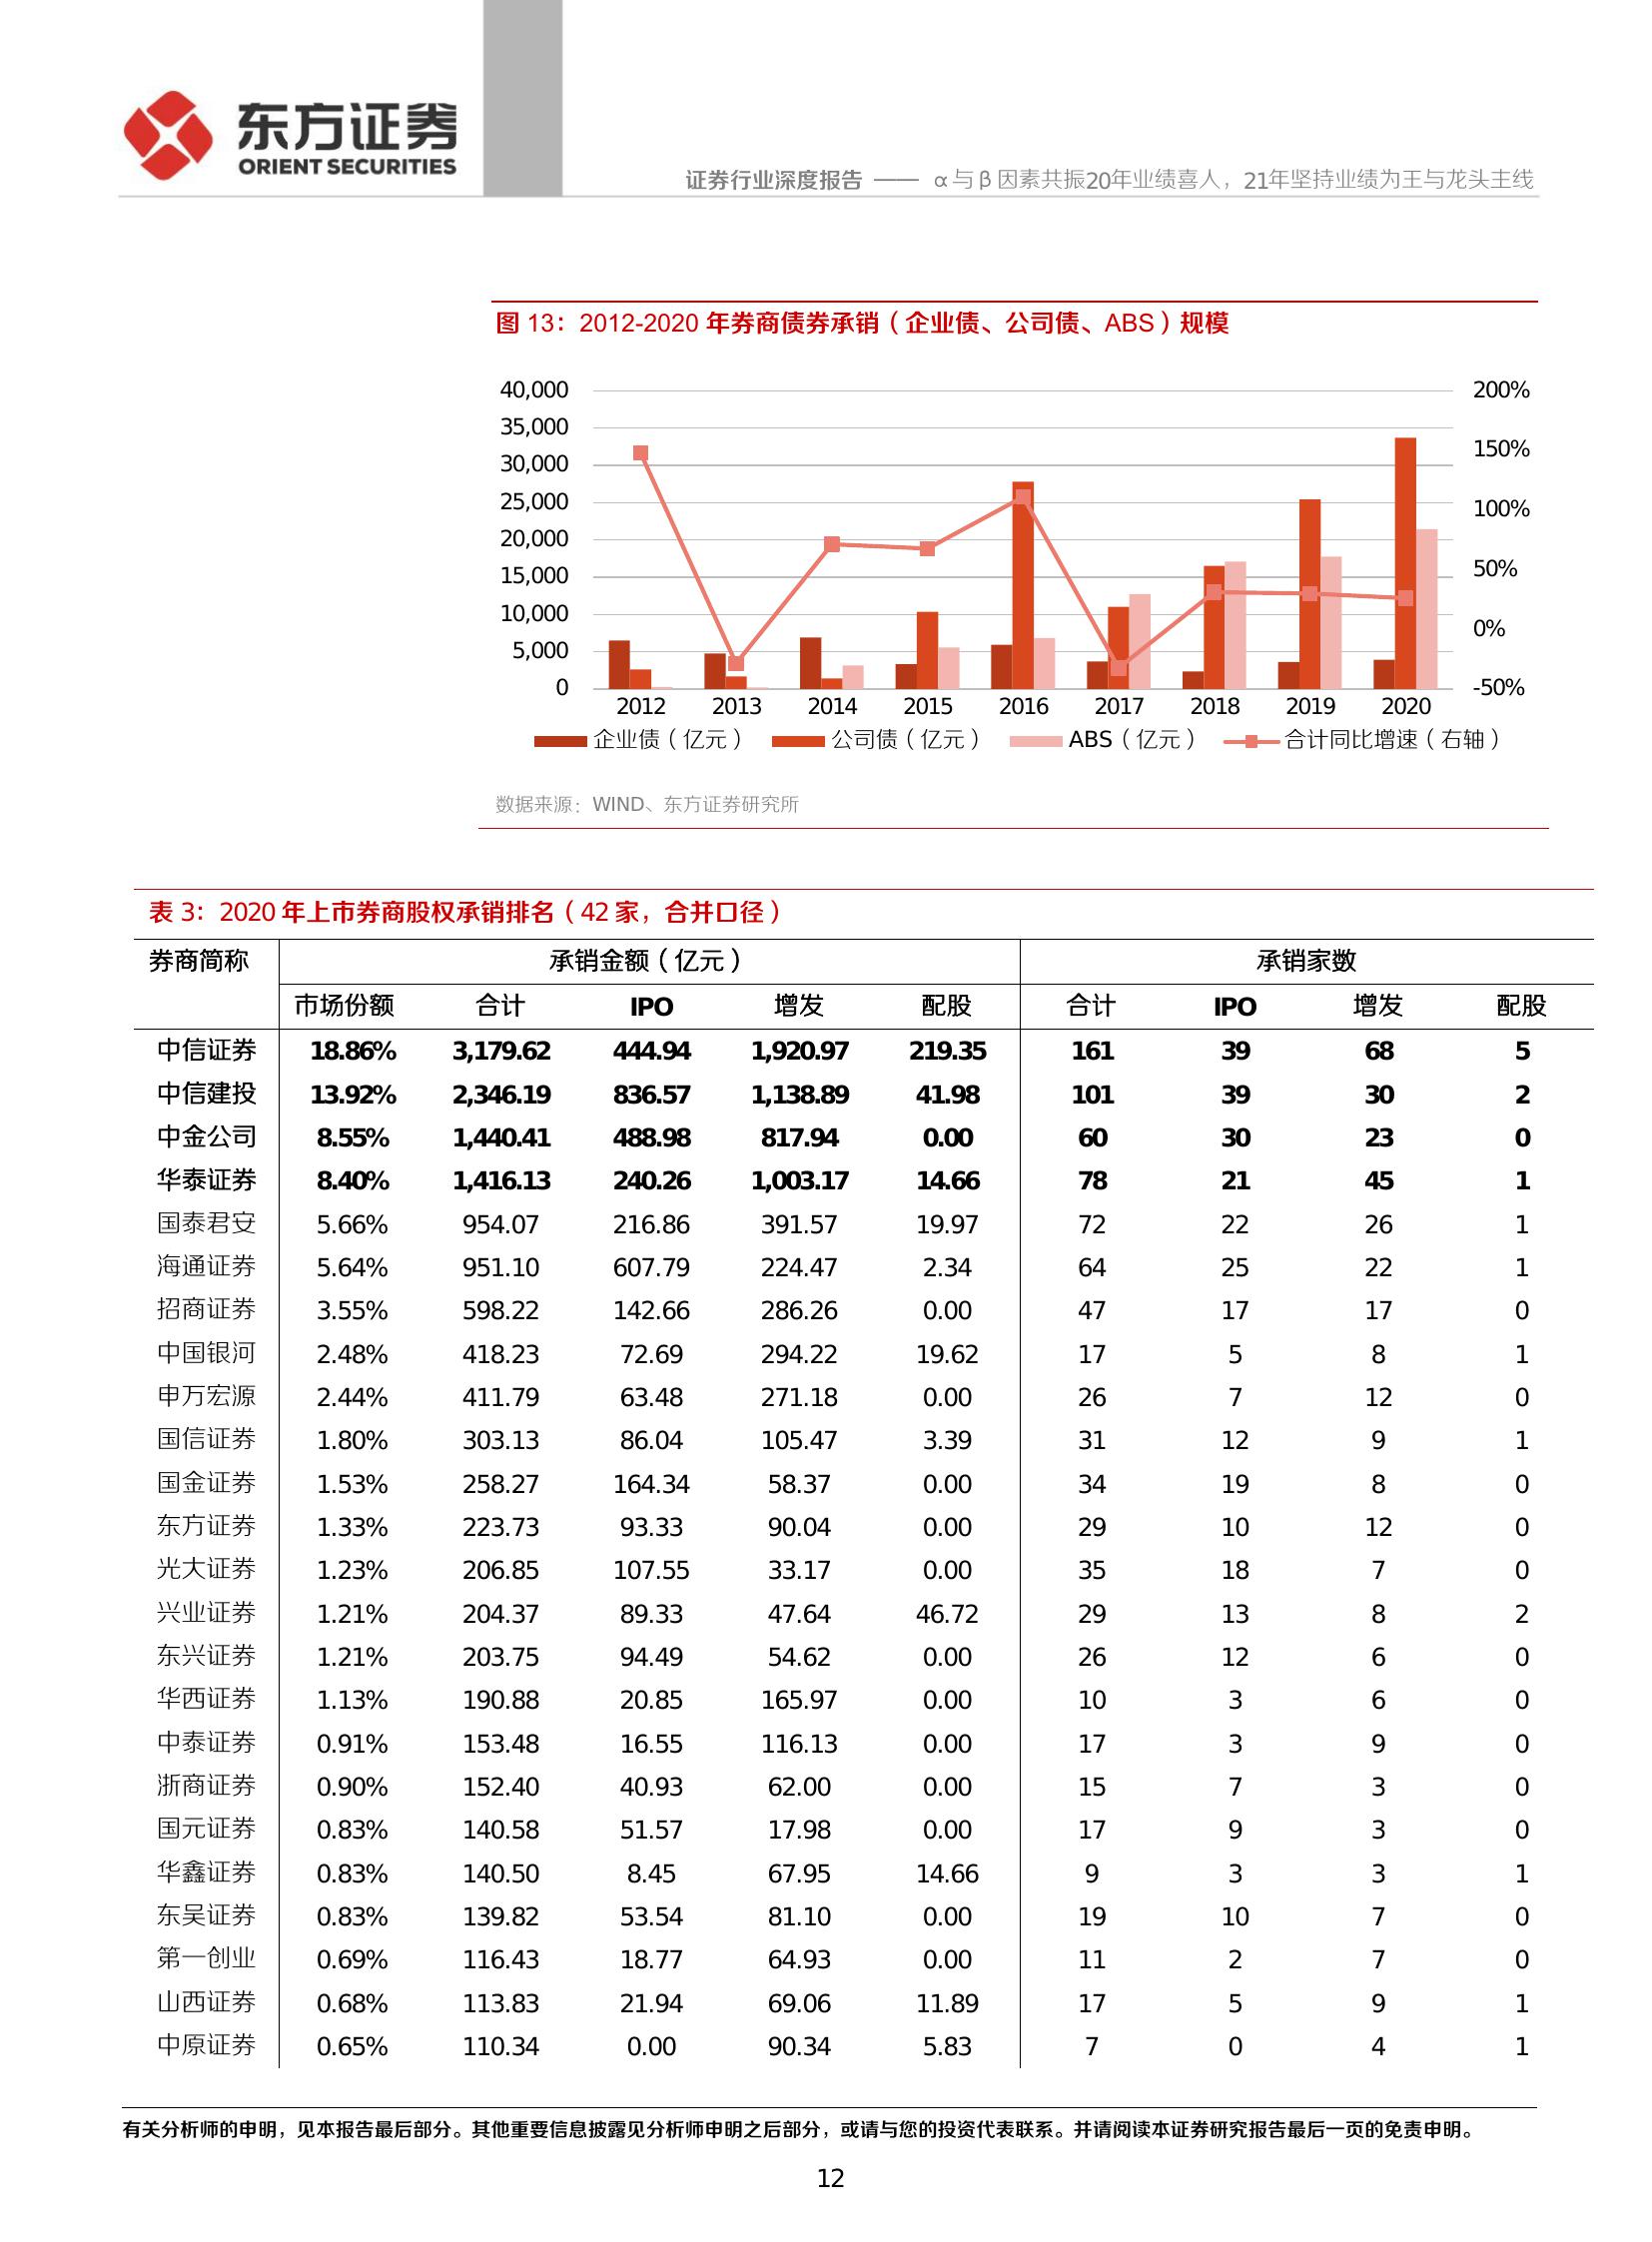 东方证券
ORIENT SECURITIES
证券行业深度报告 —— α与β因素共振20年业绩喜人，21年坚持业绩为王与龙头主线
图 13：2012-2020 年券商债券承销（企业债、公司债、ABS）规模
40,000 200%
35,000
30,000 150%
25,000
20,000 100%
15,000
10,000 50%
5,000 0%
0 -50%
2012 2013 2014 2015 2016 2017 2018 2019 2020
企业债（亿元） 公司债（亿元） ABS（亿元） 合计同比增速（右轴）
数据来源：WIND、东方证券研究所
表 3：2020 年上市券商股权承销排名（42 家，合并口径）
券商简称 承销金额（亿元） 承销家数
市场份额 合计 IPO 增发 配股 合计 IPO 增发 配股
中信证券 18.86% 3,179.62 444.94 1,920.97 219.35 161 39 68 5
中信建投 13.92% 2,346.19 836.57 1,138.89 41.98 101 39 30 2
中金公司 8.55% 1,440.41 488.98 817.94 0.00 60 30 23 0
华泰证券 8.40% 1,416.13 240.26 1,003.17 14.66 78 21 45 1
国泰君安 5.66% 954.07 216.86 391.57 19.97 72 22 26 1
海通证券 5.64% 951.10 607.79 224.47 2.34 64 25 22 1
招商证券 3.55% 598.22 142.66 286.26 0.00 47 17 17 0
中国银河 2.48% 418.23 72.69 294.22 19.62 17 5 8 1
申万宏源 2.44% 411.79 63.48 271.18 0.00 26 7 12 0
国信证券 1.80% 303.13 86.04 105.47 3.39 31 12 9 1
国金证券 1.53% 258.27 164.34 58.37 0.00 34 19 8 0
东方证券 1.33% 223.73 93.33 90.04 0.00 29 10 12 0
光大证券 1.23% 206.85 107.55 33.17 0.00 35 18 7 0
兴业证券 1.21% 204.37 89.33 47.64 46.72 29 13 8 2
东兴证券 1.21% 203.75 94.49 54.62 0.00 26 12 6 0
华西证券 1.13% 190.88 20.85 165.97 0.00 10 3 6 0
中泰证券 0.91% 153.48 16.55 116.13 0.00 17 3 9 0
浙商证券 0.90% 152.40 40.93 62.00 0.00 15 7 3 0
国元证券 0.83% 140.58 51.57 17.98 0.00 17 9 3 0
华鑫证券 0.83% 140.50 8.45 67.95 14.66 9 3 3 1
东吴证券 0.83% 139.82 53.54 81.10 0.00 19 10 7 0
第一创业 0.69% 116.43 18.77 64.93 0.00 11 2 7 0
山西证券 0.68% 113.83 21.94 69.06 11.89 17 5 9 1
中原证券 0.65% 110.34 0.00 90.34 5.83 7 0 4 1
有关分析师的申明，见本报告最后部分。其他重要信息披露见分析师申明之后部分，或请与您的投资代表联系。并请阅读本证券研究报告最后一页的免责申明。
12